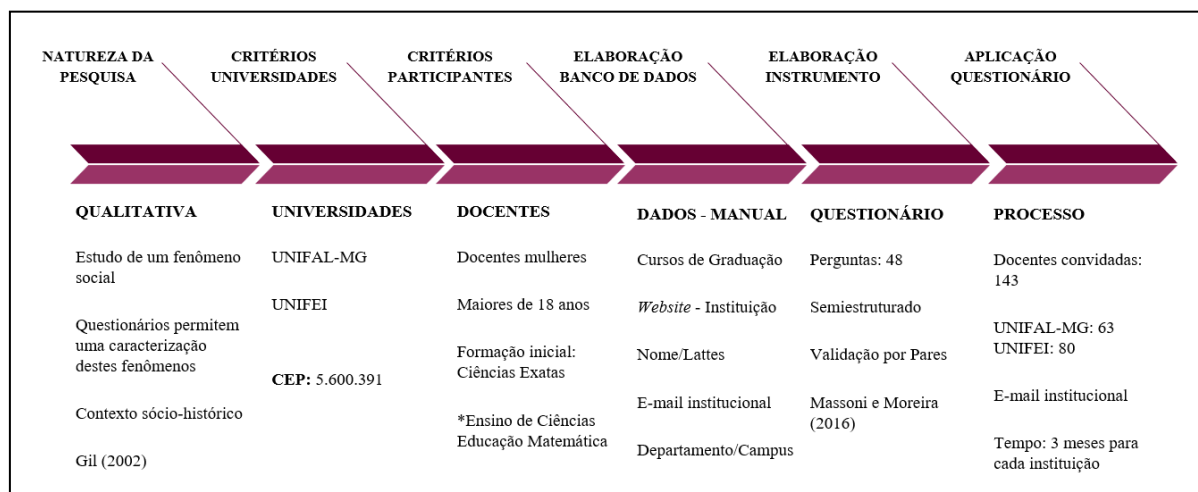 NATUREZA DA
PESQUISA
CRITÉRIOS
UNIVERSIDADES
CRITÉRIOS
PARTICIPANTES
ELABORAÇÃO
BANCO DE DADOS
ELABORAÇÃO
INSTRUMENTO
APLICAÇÃO
QUESTIONÁRIO
QUALITATIVA
Estudo de um fenômeno
social
Questionários permitem
uma caracterização
destes fenômenos
Contexto sócio-histórico
Gil (2002)
UNIVERSIDADES
UNIFAL-MG
UNIFEI
CEP: 5.600.391
DOCENTES
Docentes mulheres
Maiores de 18 anos
Formação inicial:
Ciências Exatas
*Ensino de Ciências
Educação Matemática
DADOS - MANUAL
Cursos de Graduação
Website - Instituição
Nome/Lattes
E-mail institucional
Departamento/Campus
QUESTIONÁRIO
Perguntas: 48
Semiestruturado
Validação por Pares
Massoni e Moreira
(2016)
PROCESSO
Docentes convidadas:
143
UNIFAL-MG: 63
UNIFEI: 80
E-mail institucional
Tempo: 3 meses para
cada instituição